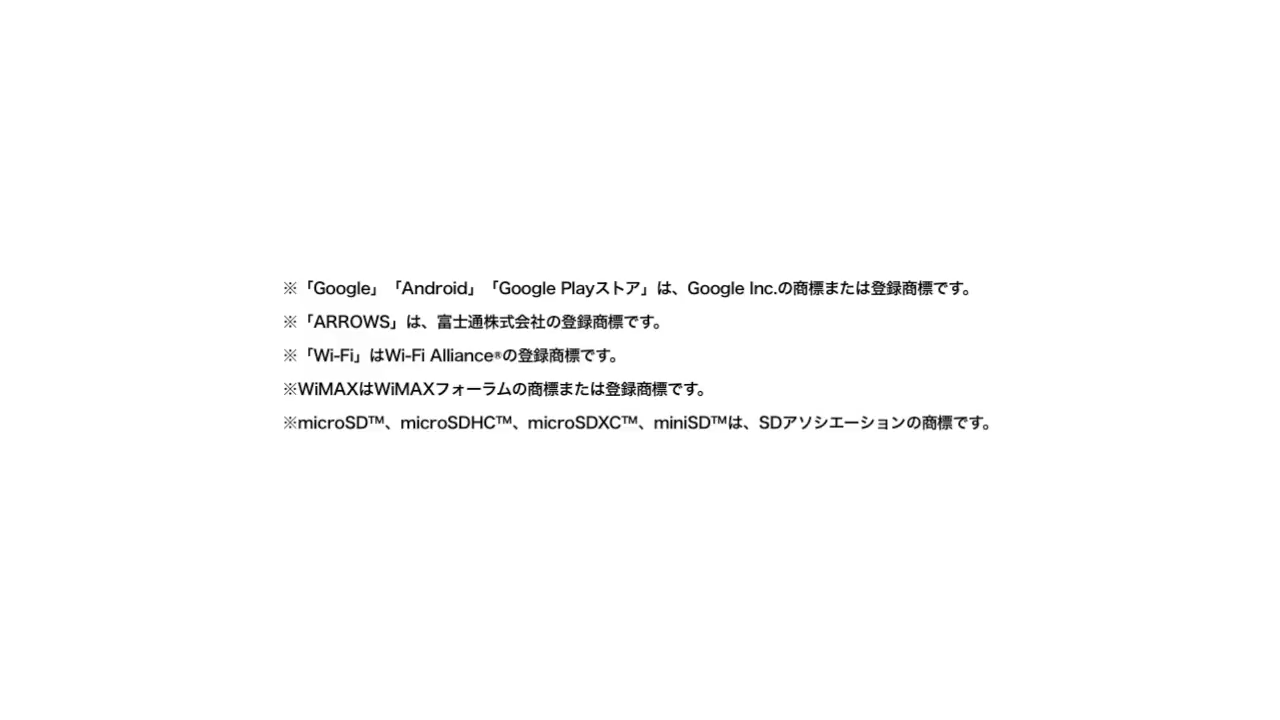 ※「Google」「Android」「Google Playストア」は、Google Inc.の商標または登録商標です。
※「ARROWS」は、富士通株式会社の登録商標です。
※「Wi-Fi」はWi-Fi Alliance®の登録商標です。
※WiMAXはWiMAXフォーラムの商標または登録商標です。
※microSD™、microSDHC™、microSDXC™、miniSD™は、SDアソシエーションの商標です。